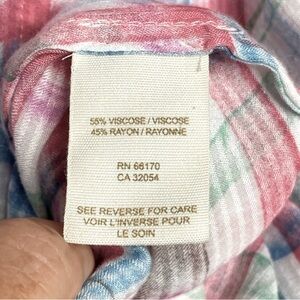 55% VISCOSE / VISCOSE
45% RAYON / RAYONNE
RN 66170
CA 32054
SEE REVERSE FOR CARE
VOIR L'INVERSE POUR
LE SOIN